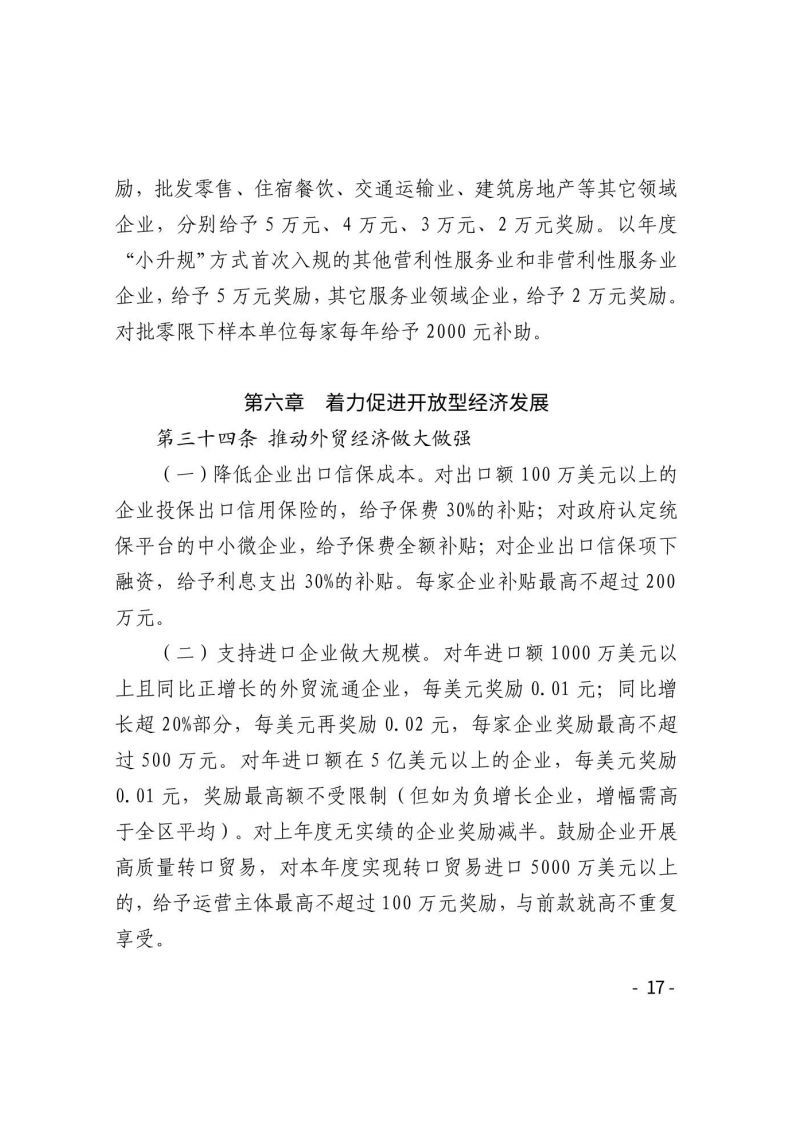 励，批发零售、住宿餐饮、交通运输业、建筑房地产等其它领域
企业，分别给予 5 万元、4 万元、3 万元、2 万元奖励。以年度
“小升规”方式首次入规的其他营利性服务业和非营利性服务业
企业，给予 5 万元奖励，其它服务业领域企业，给予 2 万元奖励。
对批零限下样本单位每家每年给予 2000 元补助。
第六章　着力促进开放型经济发展
第三十四条 推动外贸经济做大做强
（一）降低企业出口信保成本。对出口额 100 万美元以上的
企业投保出口信用保险的，给予保费 30%的补贴；对政府认定统
保平台的中小微企业，给予保费全额补贴；对企业出口信保项下
融资，给予利息支出 30%的补贴。每家企业补贴最高不超过 200
万元。
（二）支持进口企业做大规模。对年进口额 1000 万美元以
上且同比正增长的外贸流通企业，每美元奖励 0.01 元；同比增
长超 20%部分，每美元再奖励 0.02 元，每家企业奖励最高不超
过 500 万元。对年进口额在 5 亿美元以上的企业，每美元奖励
0.01 元，奖励最高额不受限制（但如为负增长企业，增幅需高
于全区平均）。对上年度无实绩的企业奖励减半。鼓励企业开展
高质量转口贸易，对本年度实现转口贸易进口 5000 万美元以上
的，给予运营主体最高不超过 100 万元奖励，与前款就高不重复
享受。
- 17 -